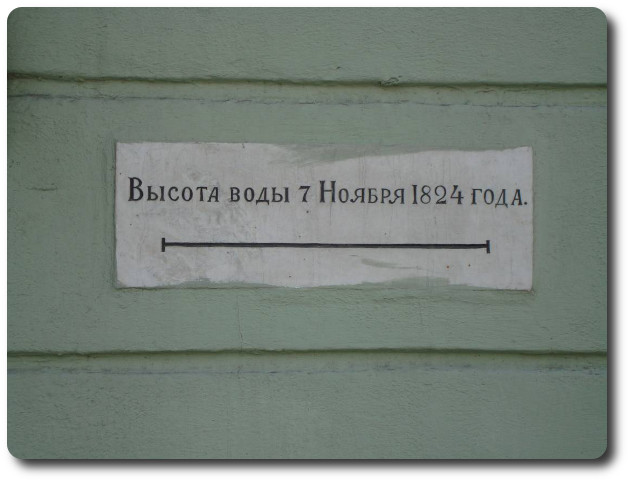 Высота воды 7 Ноября 1824 года.